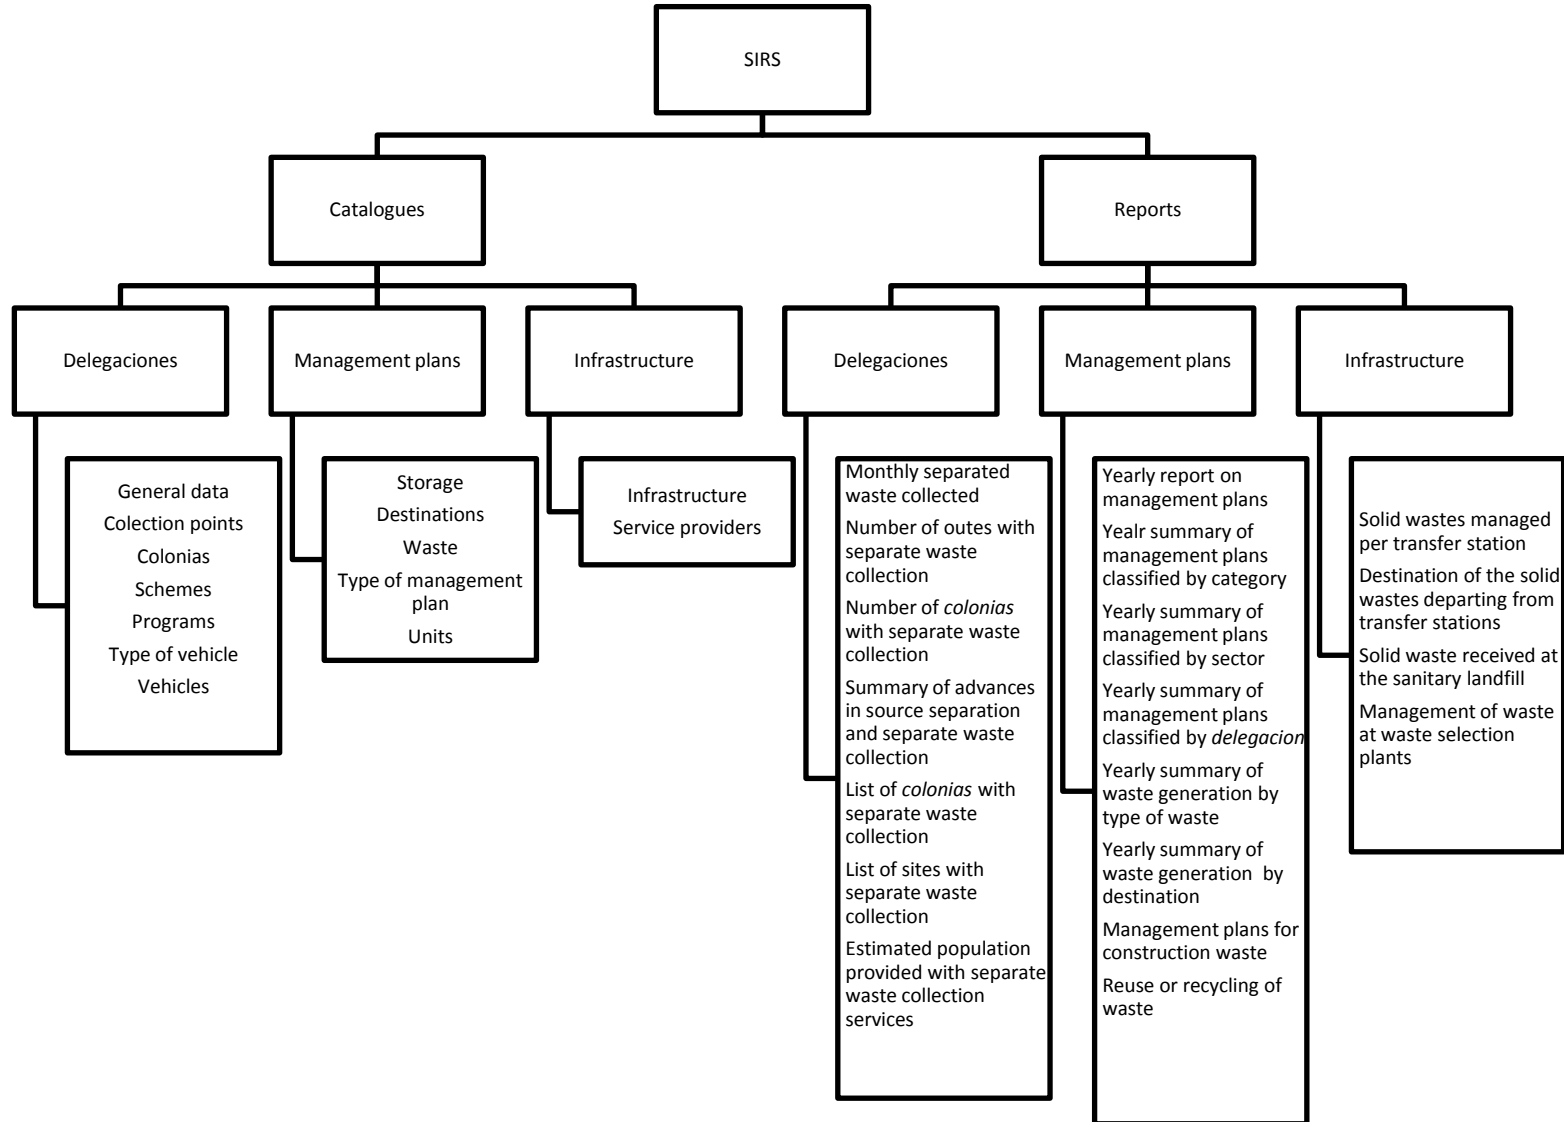 SIRS
Catalogues
Reports
Delegaciones
Management plans
Infrastructure
Delegaciones
Management plans
Infrastructure
General data
Colection points
Colonias
Schemes
Programs
Type of vehicle
Vehicles
Storage
Destinations
Waste
Type of management
plan
Units
Infrastructure
Service providers
Monthly separated
waste collected
Number of outes with
separate waste
collection
Number of colonias
with separate waste
collection
Summary of advances
in source separation
and separate waste
collection
List of colonias with
separate waste
collection
List of sites with
separate waste
collection
Estimated population
provided with separate
waste collection
services
Yearly report on
management plans
Yealr summary of
management plans
classified by category
Yearly summary of
management plans
classified by sector
Yearly summary of
management plans
classified by delegacion
Yearly summary of
waste generation by
type of waste
Yearly summary of
waste generation  by
destination
Management plans for
construction waste
Reuse or recycling of
waste
Solid wastes managed
per transfer station
Destination of the solid
wastes departing from
transfer stations
Solid waste received at
the sanitary landfill
Management of waste
at waste selection
plants